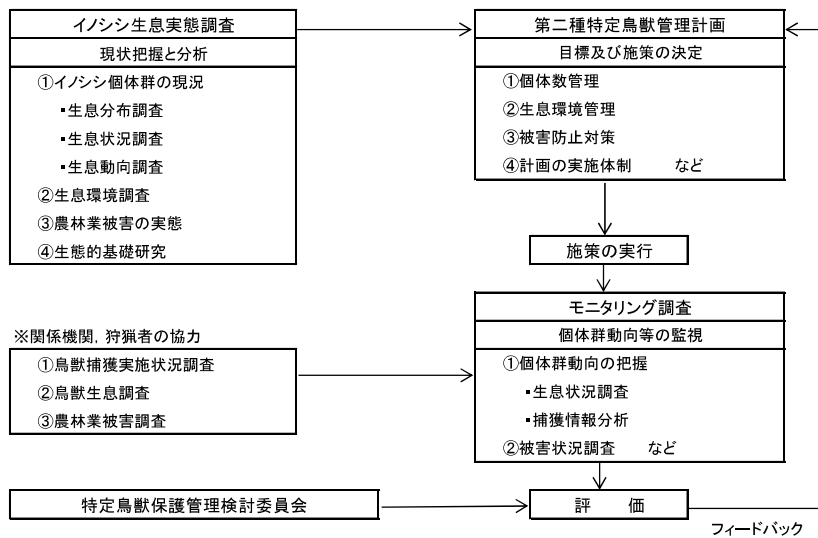 イノシシ生息実態調査
現状把握と分析
①イノシシ個体群の現況
・生息分布調査
・生息状況調査
・生息動向調査
②生息環境調査
③農林業被害の実態
④生態的基礎研究
第二種特定鳥獣管理計画
目標及び施策の決定
①個体数管理
②生息環境管理
③被害防止対策
④計画の実施体制 など
施策の実行
モニタリング調査
個体群動向等の監視
①個体群動向の把握
・生息状況調査
・捕獲情報分析
②被害状況調査 など
※関係機関，狩猟者の協力
①鳥獣捕獲実施状況調査
②鳥獣生息調査
③農林業被害調査
特定鳥獣保護管理検討委員会
評 価
フィードバック